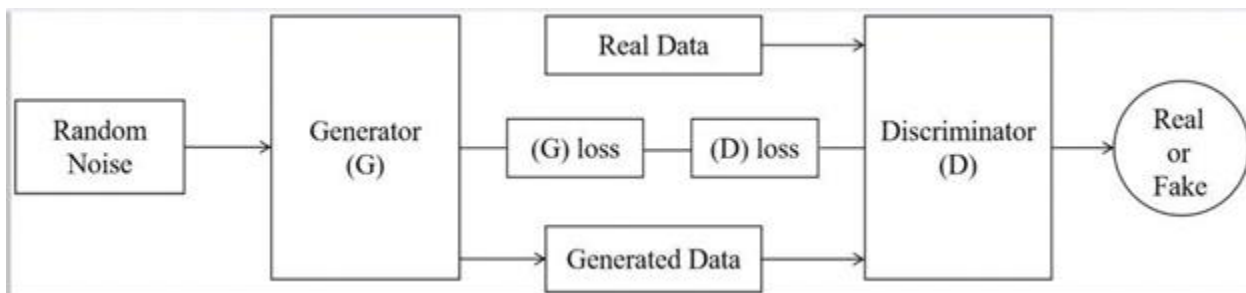 Random
Noise
Generator
(G)
Real Data
(G) loss
(D) loss
Generated Data
Discriminator
(D)
Real
or
Fake